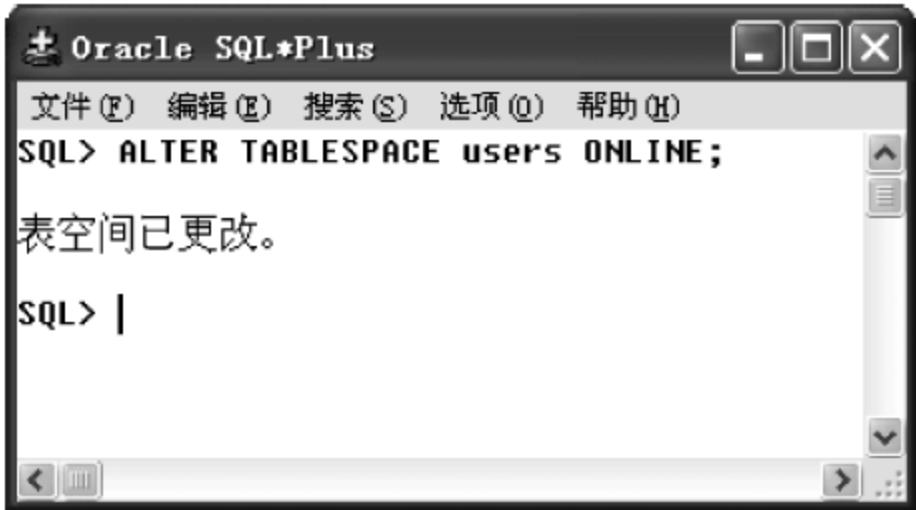 Oracle SQL*Plus
文件(F) 编辑(E) 搜索(S) 选项(O) 帮助(H)
SQL> ALTER TABLESPACE users ONLINE;
表空间已更改。
SQL>